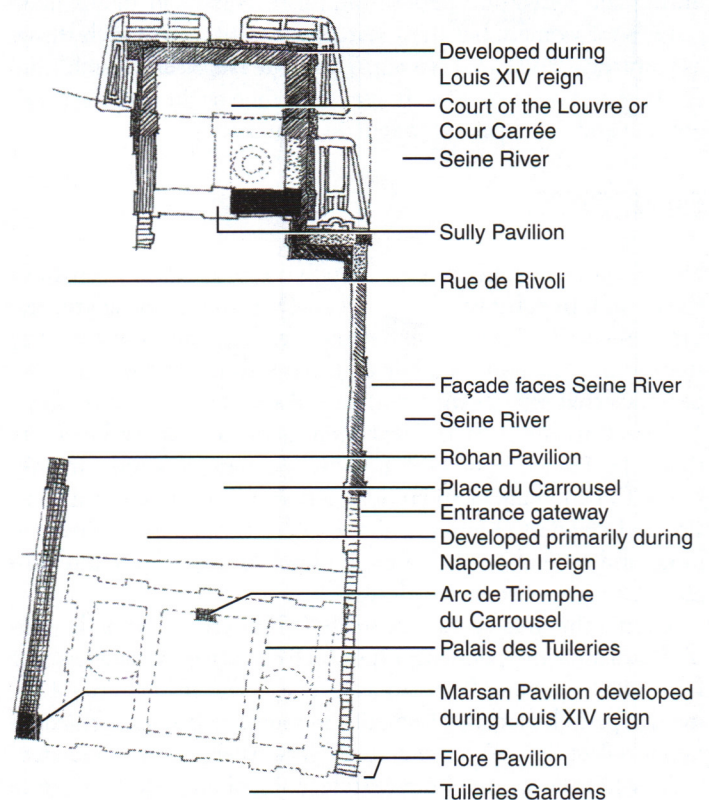 Developed during
Louis XIV reign
Court of the Louvre or
Cour Carrée
Seine River
Sully Pavilion
Rue de Rivoli
Façade faces Seine River
Seine River
Rohan Pavilion
Place du Carrousel
Entrance gateway
Developed primarily during
Napoleon I reign
Arc de Triomphe
du Carrousel
Palais des Tuileries
Marsan Pavilion developed
during Louis XIV reign
Flore Pavilion
Tuileries Gardens